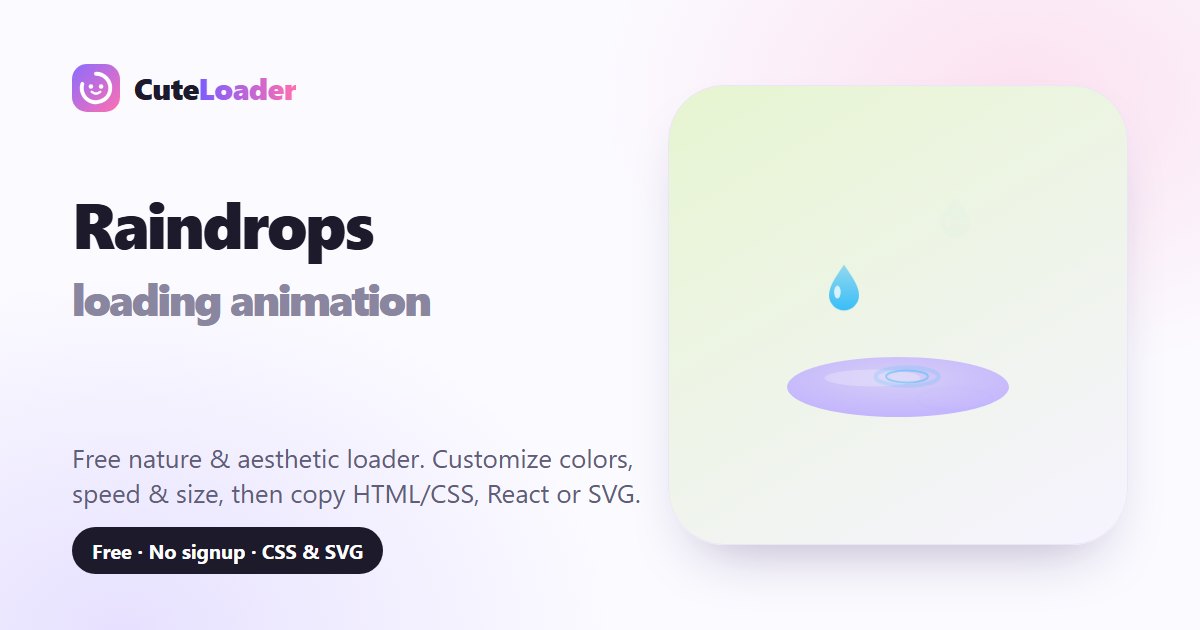 CuteLoader
Raindrops
loading animation
Free nature & aesthetic loader. Customize colors,
speed & size, then copy HTML/CSS, React or SVG.
Free · No signup · CSS & SVG